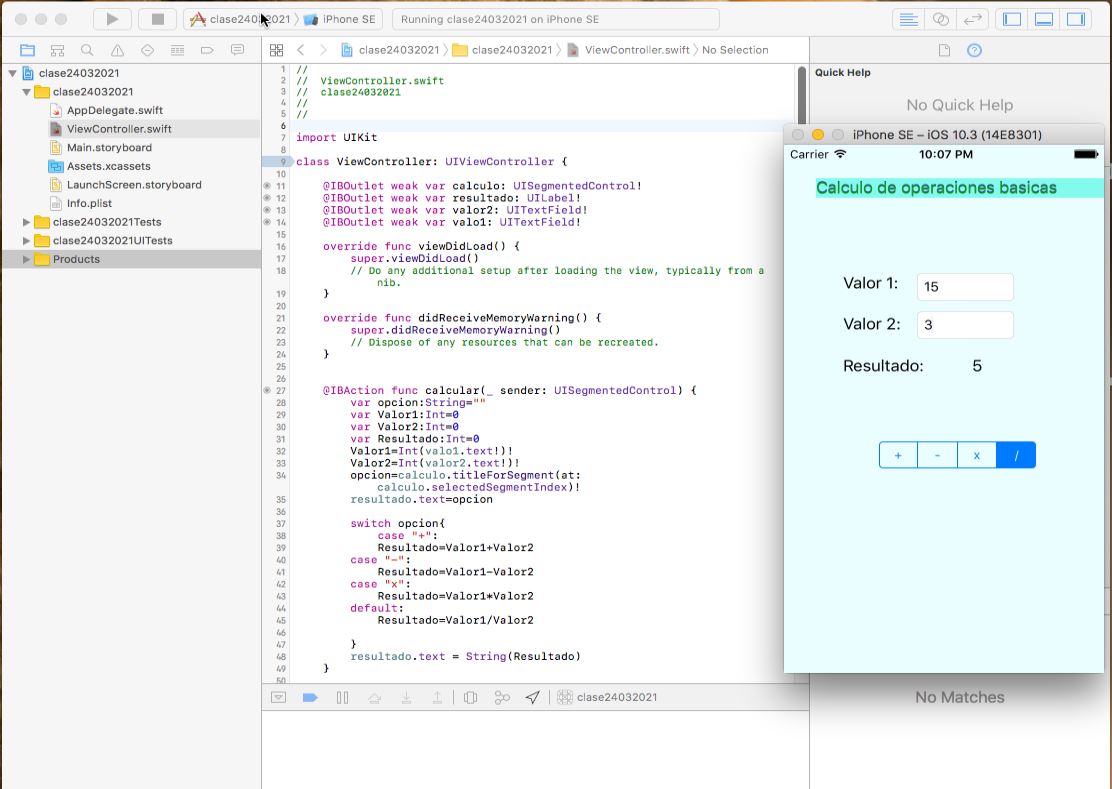 clase24032021 〉 iPhone SE
Running clase24032021 on iPhone SE
clase24032021 〉 clase24032021 〉 ViewController.swift 〉 No Selection
clase24032021
clase24032021
AppDelegate.swift
ViewController.swift
Main.storyboard
Assets.xcassets
LaunchScreen.storyboard
Info.plist
clase24032021Tests
clase24032021UITests
Products
1 //
2 //  ViewController.swift
3 //  clase24032021
4 //
5 //
6
7 import UIKit
8
9 class ViewController: UIViewController {
10
11     @IBOutlet weak var calculo: UISegmentedControl!
12     @IBOutlet weak var resultado: UILabel!
13     @IBOutlet weak var valor2: UITextField!
14     @IBOutlet weak var valo1: UITextField!
15
16     override func viewDidLoad() {
17         super.viewDidLoad()
18         // Do any additional setup after loading the view, typically from a
            nib.
19     }
20
21     override func didReceiveMemoryWarning() {
22         super.didReceiveMemoryWarning()
23         // Dispose of any resources that can be recreated.
24     }
25
26
27     @IBAction func calcular(_ sender: UISegmentedControl) {
28         var opcion:String=""
29         var Valor1:Int=0
30         var Valor2:Int=0
31         var Resultado:Int=0
32         Valor1=Int(valo1.text!)!
33         Valor2=Int(valor2.text!)!
34         opcion=calculo.titleForSegment(at:
            calculo.selectedSegmentIndex)!
35         resultado.text=opcion
36
37         switch opcion{
38             case "+":
39             Resultado=Valor1+Valor2
40         case "-":
41             Resultado=Valor1-Valor2
42         case "x":
43             Resultado=Valor1*Valor2
44         default:
45             Resultado=Valor1/Valor2
46
47         }
48         resultado.text = String(Resultado)
49     }
50
clase24032021
Quick Help
No Quick Help
iPhone SE – iOS 10.3 (14E8301)
Carrier 10:07 PM
Calculo de operaciones basicas
Valor 1: 15
Valor 2: 3
Resultado: 5
+ - x /
No Matches